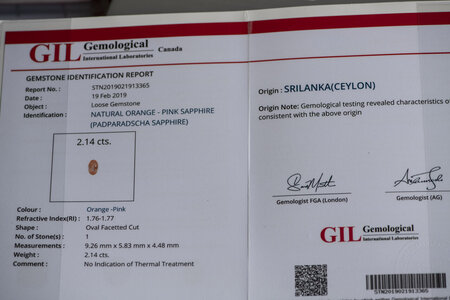 GIL Gemological
International Laboratories Canada
GEMSTONE IDENTIFICATION REPORT
Report No. : STN2019021913365
Date : 19 Feb 2019
Object : Loose Gemstone
Identification : NATURAL ORANGE - PINK SAPPHIRE
(PADPARADSCHA SAPPHIRE)
2.14 cts.
Colour : Orange -Pink
Refractive Index(RI) : 1.76-1.77
Shape : Oval Facetted Cut
No. of Stone(s) : 1
Measurements : 9.26 mm x 5.83 mm x 4.48 mm
Weight : 2.14 cts.
Comment : No Indication of Thermal Treatment
Origin : SRILANKA(CEYLON)
Origin Note: Gemological testing revealed characteristics of
consistent with the above origin
Gemologist FGA (London)
Gemologist (AG)
GIL Gemological
International Laboratories
STN2019021913365